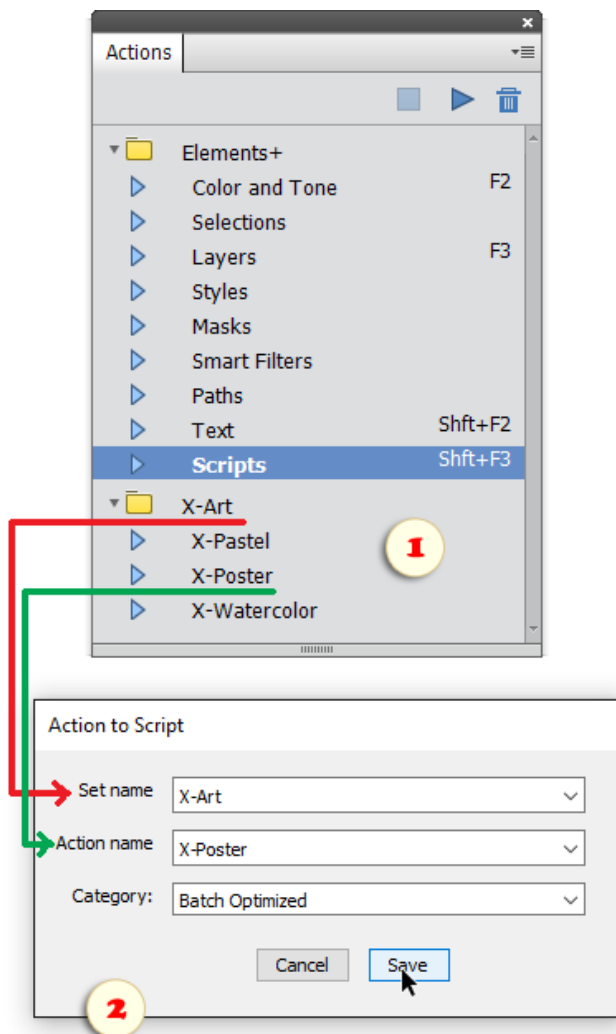 Actions
Elements+
Color and Tone F2
Selections
Layers F3
Styles
Masks
Smart Filters
Paths
Text Shft+F2
Scripts Shft+F3
X-Art
1
X-Pastel
X-Poster
X-Watercolor
Action to Script
Set name X-Art
Action name X-Poster
Category: Batch Optimized
Cancel Save
2